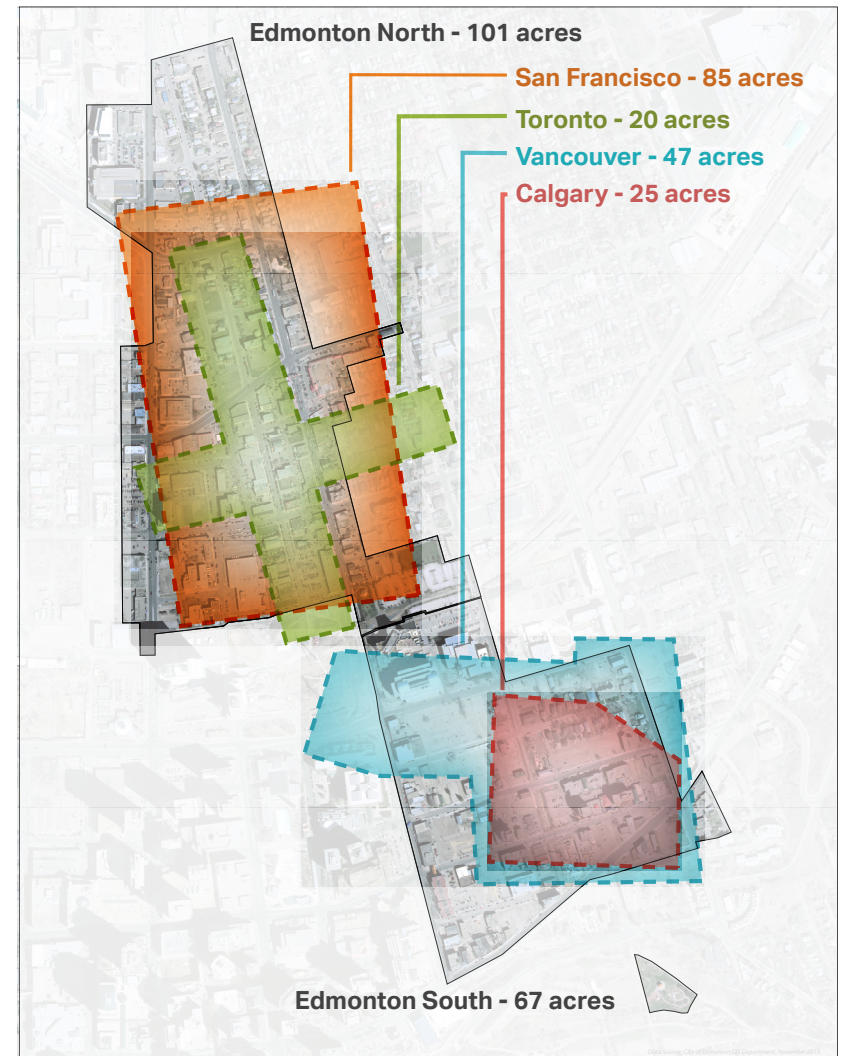 Edmonton North - 101 acres
San Francisco - 85 acres
Toronto - 20 acres
Vancouver - 47 acres
Calgary - 25 acres
Edmonton South - 67 acres